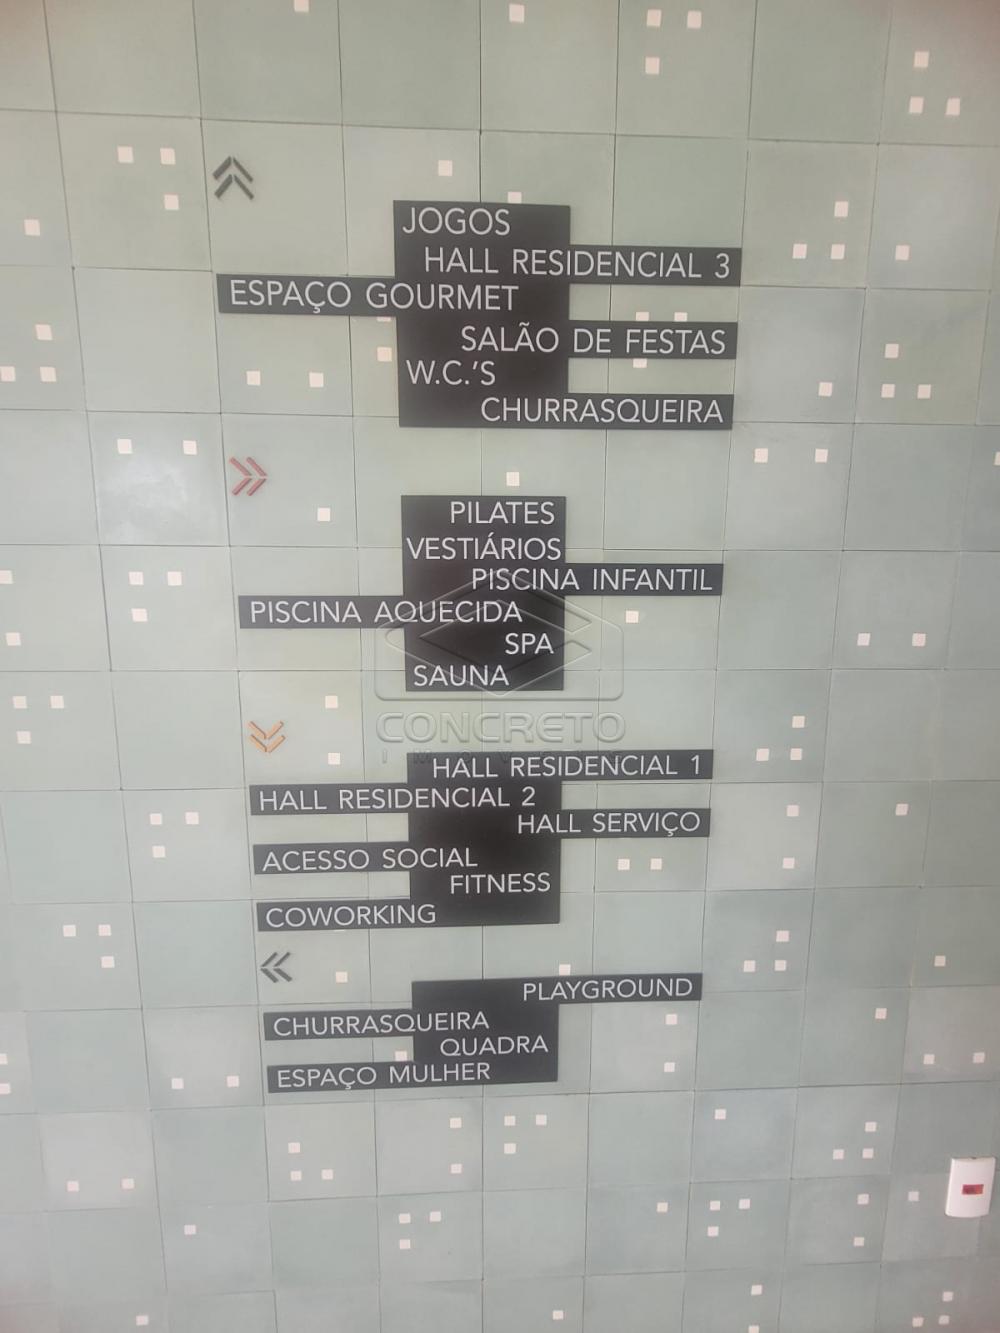 JOGOS
HALL RESIDENCIAL 3
ESPAÇO GOURMET
SALÃO DE FESTAS
W.C.'S
CHURRASQUEIRA
PILATES
VESTIÁRIOS
PISCINA INFANTIL
PISCINA AQUECIDA
SPA
SAUNA
CONCRETO
IMÓVEIS
HALL RESIDENCIAL 1
HALL RESIDENCIAL 2
HALL SERVIÇO
ACESSO SOCIAL
FITNESS
COWORKING
PLAYGROUND
CHURRASQUEIRA
QUADRA
ESPAÇO MULHER